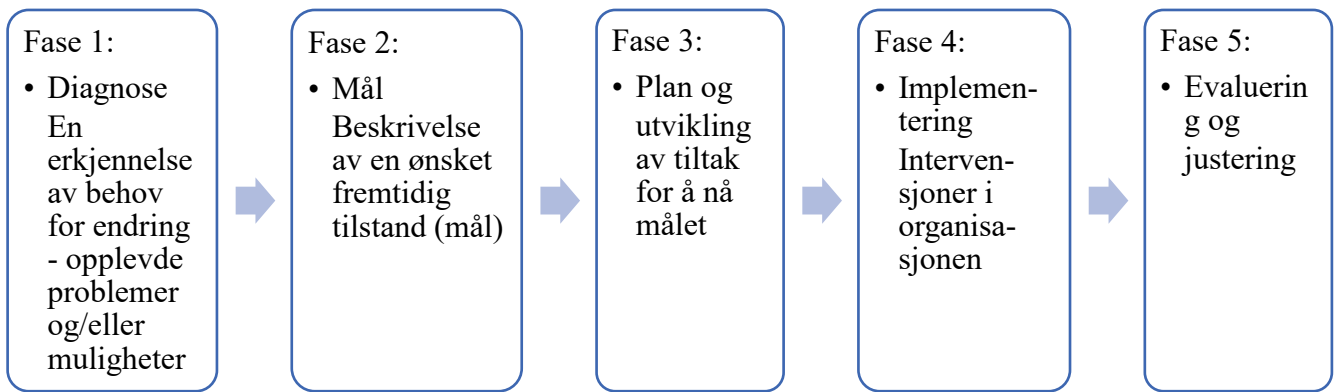 Fase 1:
• Diagnose
En
erkjennelse
av behov
for endring
- opplevde
problemer
og/eller
muligheter
Fase 2:
• Mål
Beskrivelse
av en ønsket
fremtidig
tilstand (mål)
Fase 3:
• Plan og
utvikling
av tiltak
for å nå
målet
Fase 4:
• Implemen-
tering
Interven-
sjoner i
organisa-
sjonen
Fase 5:
• Evaluerin
g og
justering